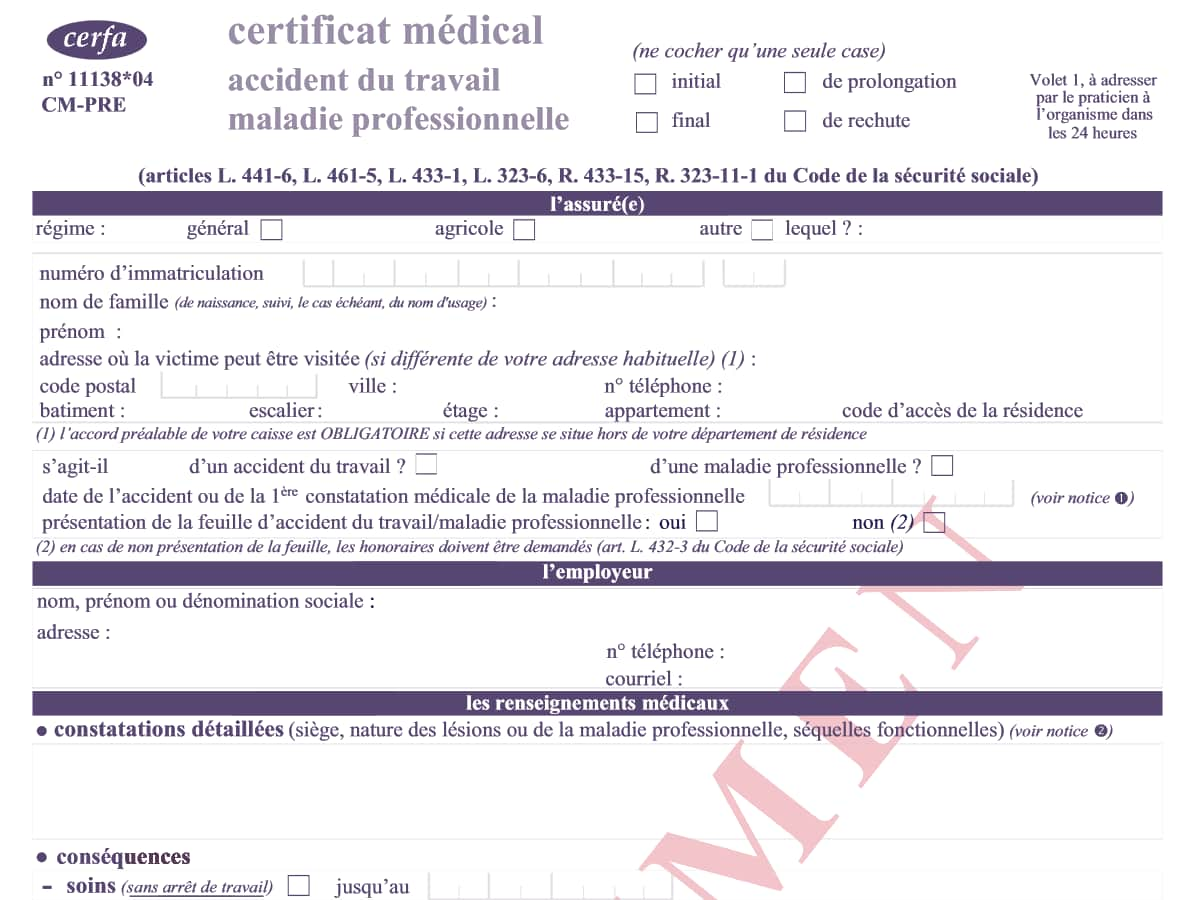 cerfa
n° 11138*04
CM-PRE
certificat médical
accident du travail
maladie professionnelle
(ne cocher qu'une seule case)
initial de prolongation
final de rechute
Volet 1, à adresser
par le praticien à
l'organisme dans
les 24 heures
(articles L. 441-6, L. 461-5, L. 433-1, L. 323-6, R. 433-15, R. 323-11-1 du Code de la sécurité sociale)
l'assuré(e)
régime : général agricole autre lequel ? :
numéro d'immatriculation
nom de famille (de naissance, suivi, le cas échéant, du nom d'usage) :
prénom :
adresse où la victime peut être visitée (si différente de votre adresse habituelle) (1) :
code postal ville : n° téléphone :
batiment : escalier : étage : appartement : code d'accès de la résidence
(1) l'accord préalable de votre caisse est OBLIGATOIRE si cette adresse se situe hors de votre département de résidence
s'agit-il d'un accident du travail ? d'une maladie professionnelle ?
date de l'accident ou de la 1ère constatation médicale de la maladie professionnelle (voir notice ❶)
présentation de la feuille d'accident du travail/maladie professionnelle : oui non (2)
(2) en cas de non présentation de la feuille, les honoraires doivent être demandés (art. L. 432-3 du Code de la sécurité sociale)
l'employeur
nom, prénom ou dénomination sociale :
adresse :
n° téléphone :
courriel :
les renseignements médicaux
● constatations détaillées (siège, nature des lésions ou de la maladie professionnelle, séquelles fonctionnelles) (voir notice ❷)
● conséquences
– soins (sans arrêt de travail) jusqu'au
MEN